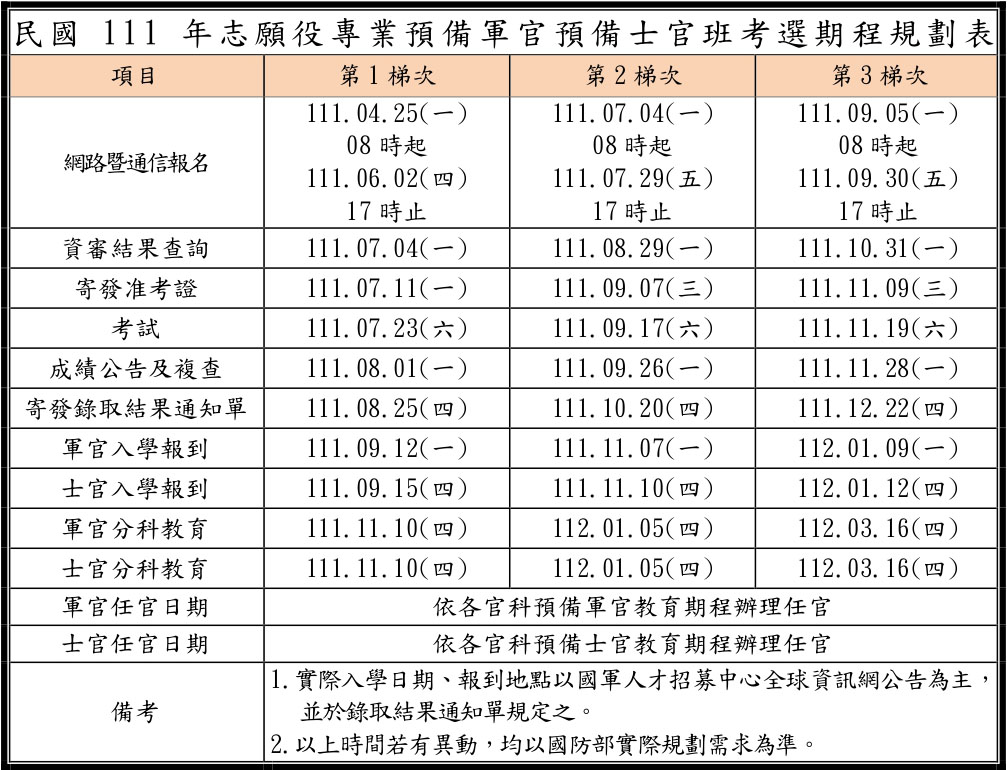 民國 111 年志願役專業預備軍官預備士官班考選期程規劃表
項目 第1梯次 第2梯次 第3梯次
網路暨通信報名
111.04.25(一) 111.07.04(一) 111.09.05(一)
08 時起 08 時起 08 時起
111.06.02(四) 111.07.29(五) 111.09.30(五)
17 時止 17 時止 17 時止
資審結果查詢 111.07.04(一) 111.08.29(一) 111.10.31(一)
寄發准考證 111.07.11(一) 111.09.07(三) 111.11.09(三)
考試 111.07.23(六) 111.09.17(六) 111.11.19(六)
成績公告及複查 111.08.01(一) 111.09.26(一) 111.11.28(一)
寄發錄取結果通知單 111.08.25(四) 111.10.20(四) 111.12.22(四)
軍官入學報到 111.09.12(一) 111.11.07(一) 112.01.09(一)
士官入學報到 111.09.15(四) 111.11.10(四) 112.01.12(四)
軍官分科教育 111.11.10(四) 112.01.05(四) 112.03.16(四)
士官分科教育 111.11.10(四) 112.01.05(四) 112.03.16(四)
軍官任官日期 依各官科預備軍官教育期程辦理任官
士官任官日期 依各官科預備士官教育期程辦理任官
備考
1.實際入學日期、報到地點以國軍人才招募中心全球資訊網公告為主，
並於錄取結果通知單規定之。
2.以上時間若有異動，均以國防部實際規劃需求為準。